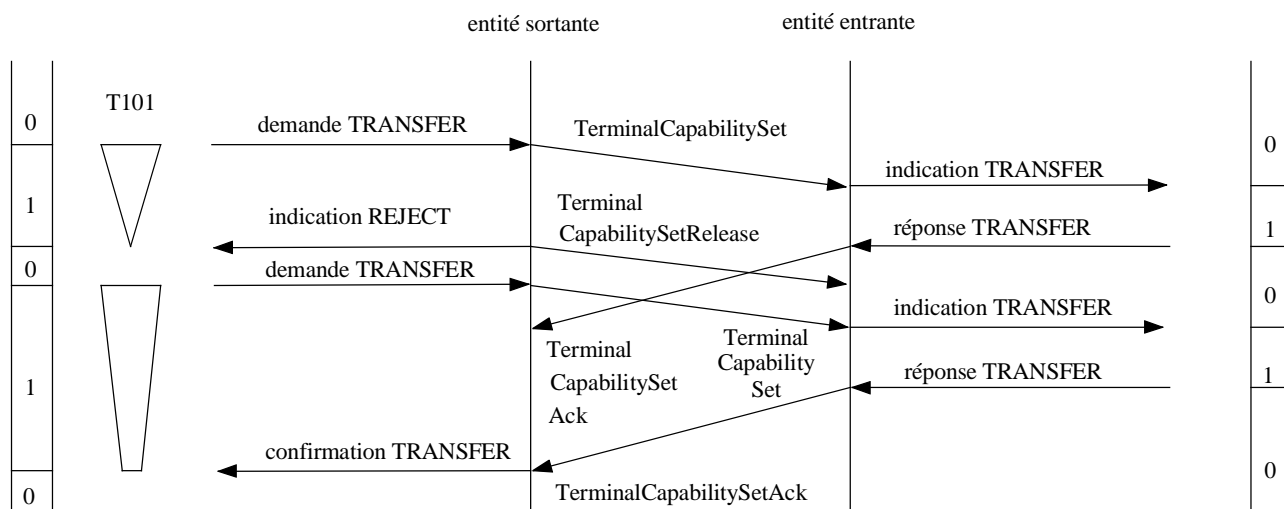 entité sortante
entité entrante
T101
0
demande TRANSFER
TerminalCapabilitySet
0
indication TRANSFER
1
indication REJECT
Terminal
CapabilitySetRelease
réponse TRANSFER
1
0
demande TRANSFER
0
indication TRANSFER
Terminal
CapabilitySet
Ack
Terminal
Capability
Set
1
réponse TRANSFER
1
confirmation TRANSFER
0
TerminalCapabilitySetAck
0